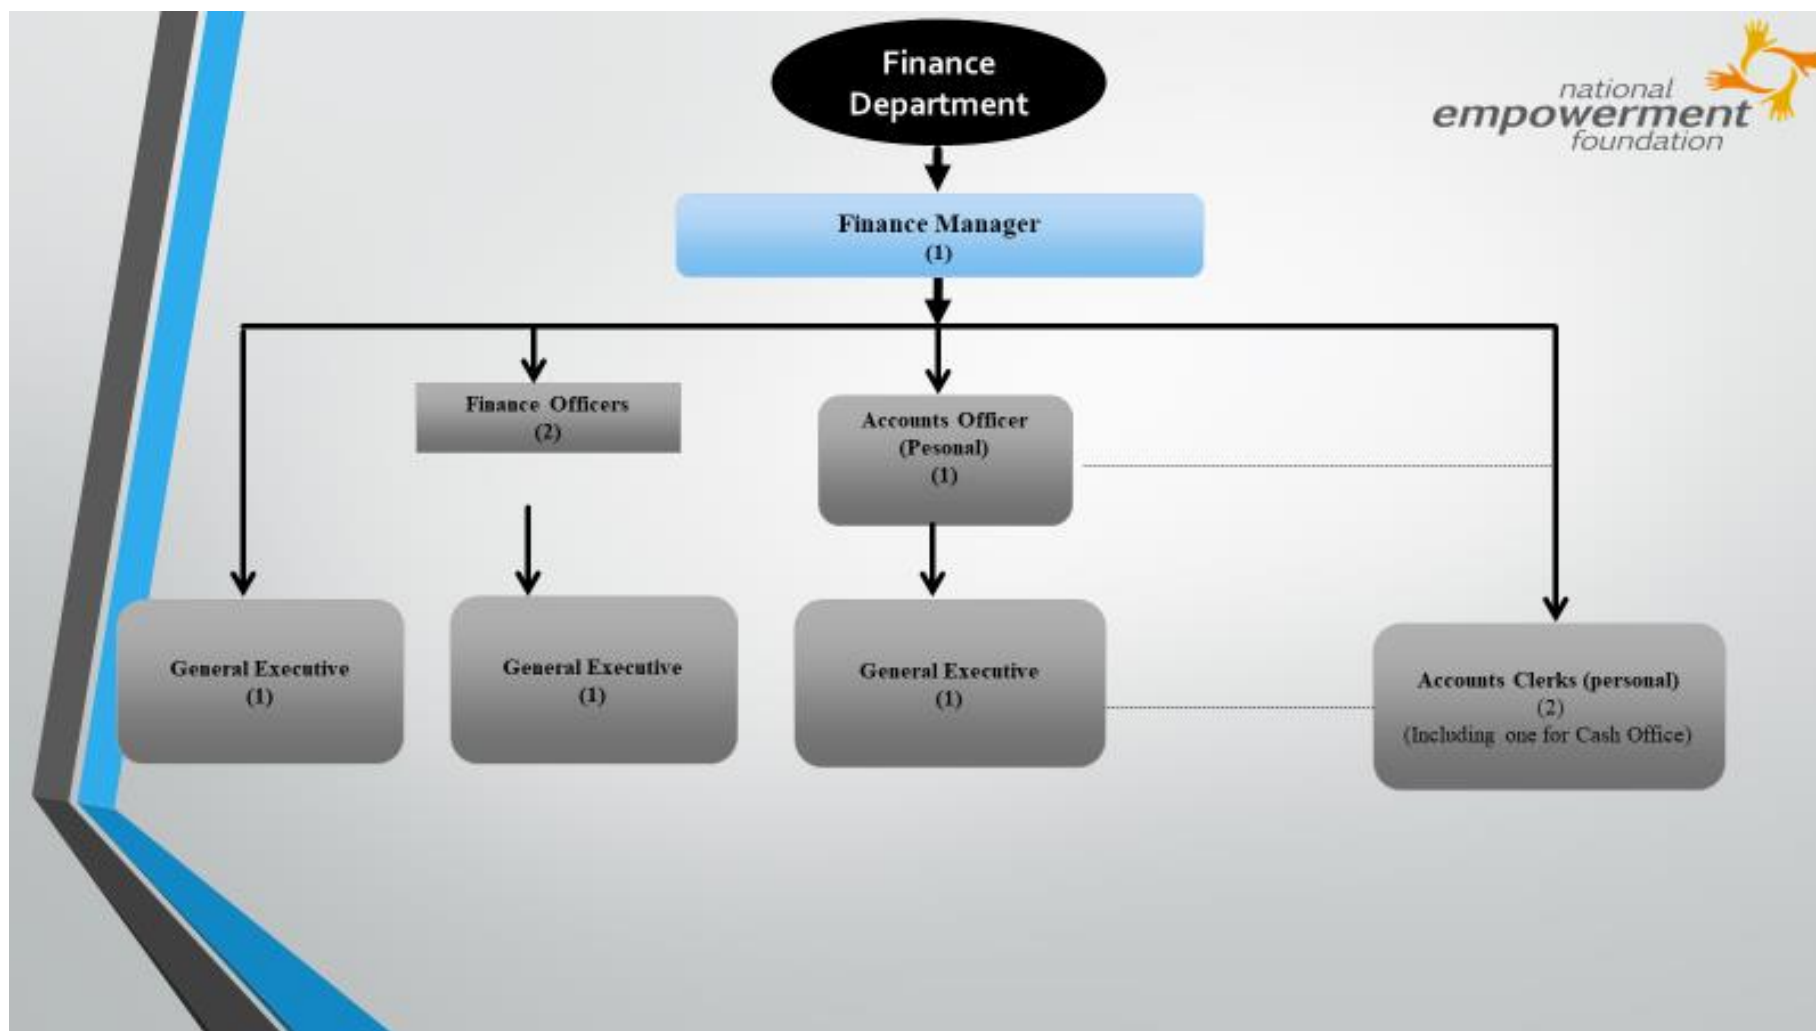 Finance
Department
national
empowerment
foundation
Finance Manager
(1)
Finance Officers
(2)
Accounts Officer
(Pesonal)
(1)
General Executive
(1)
General Executive
(1)
General Executive
(1)
Accounts Clerks (personal)
(2)
(Including one for Cash Office)